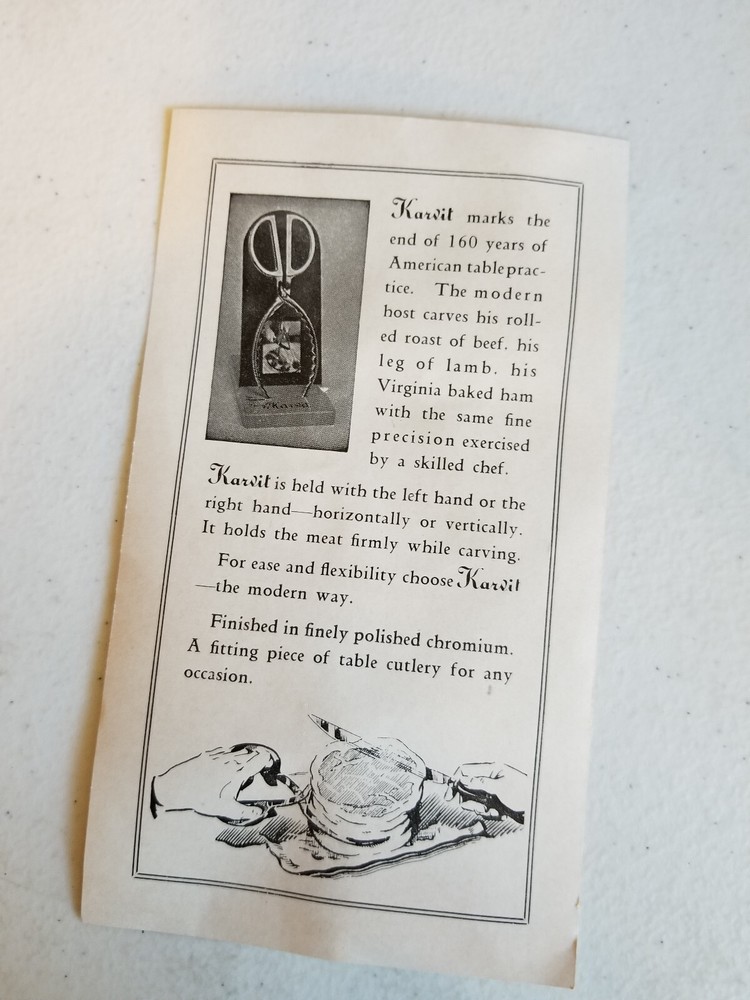 Karvit marks the
end of 160 years of
American table prac-
tice. The modern
host carves his roll-
ed roast of beef. his
leg of lamb. his
Virginia baked ham
with the same fine
precision exercised
by a skilled chef.
Karvit
Karvit is held with the left hand or the
right hand—horizontally or vertically.
It holds the meat firmly while carving.
For ease and flexibility choose Karvit
—the modern way.
Finished in finely polished chromium.
A fitting piece of table cutlery for any
occasion.